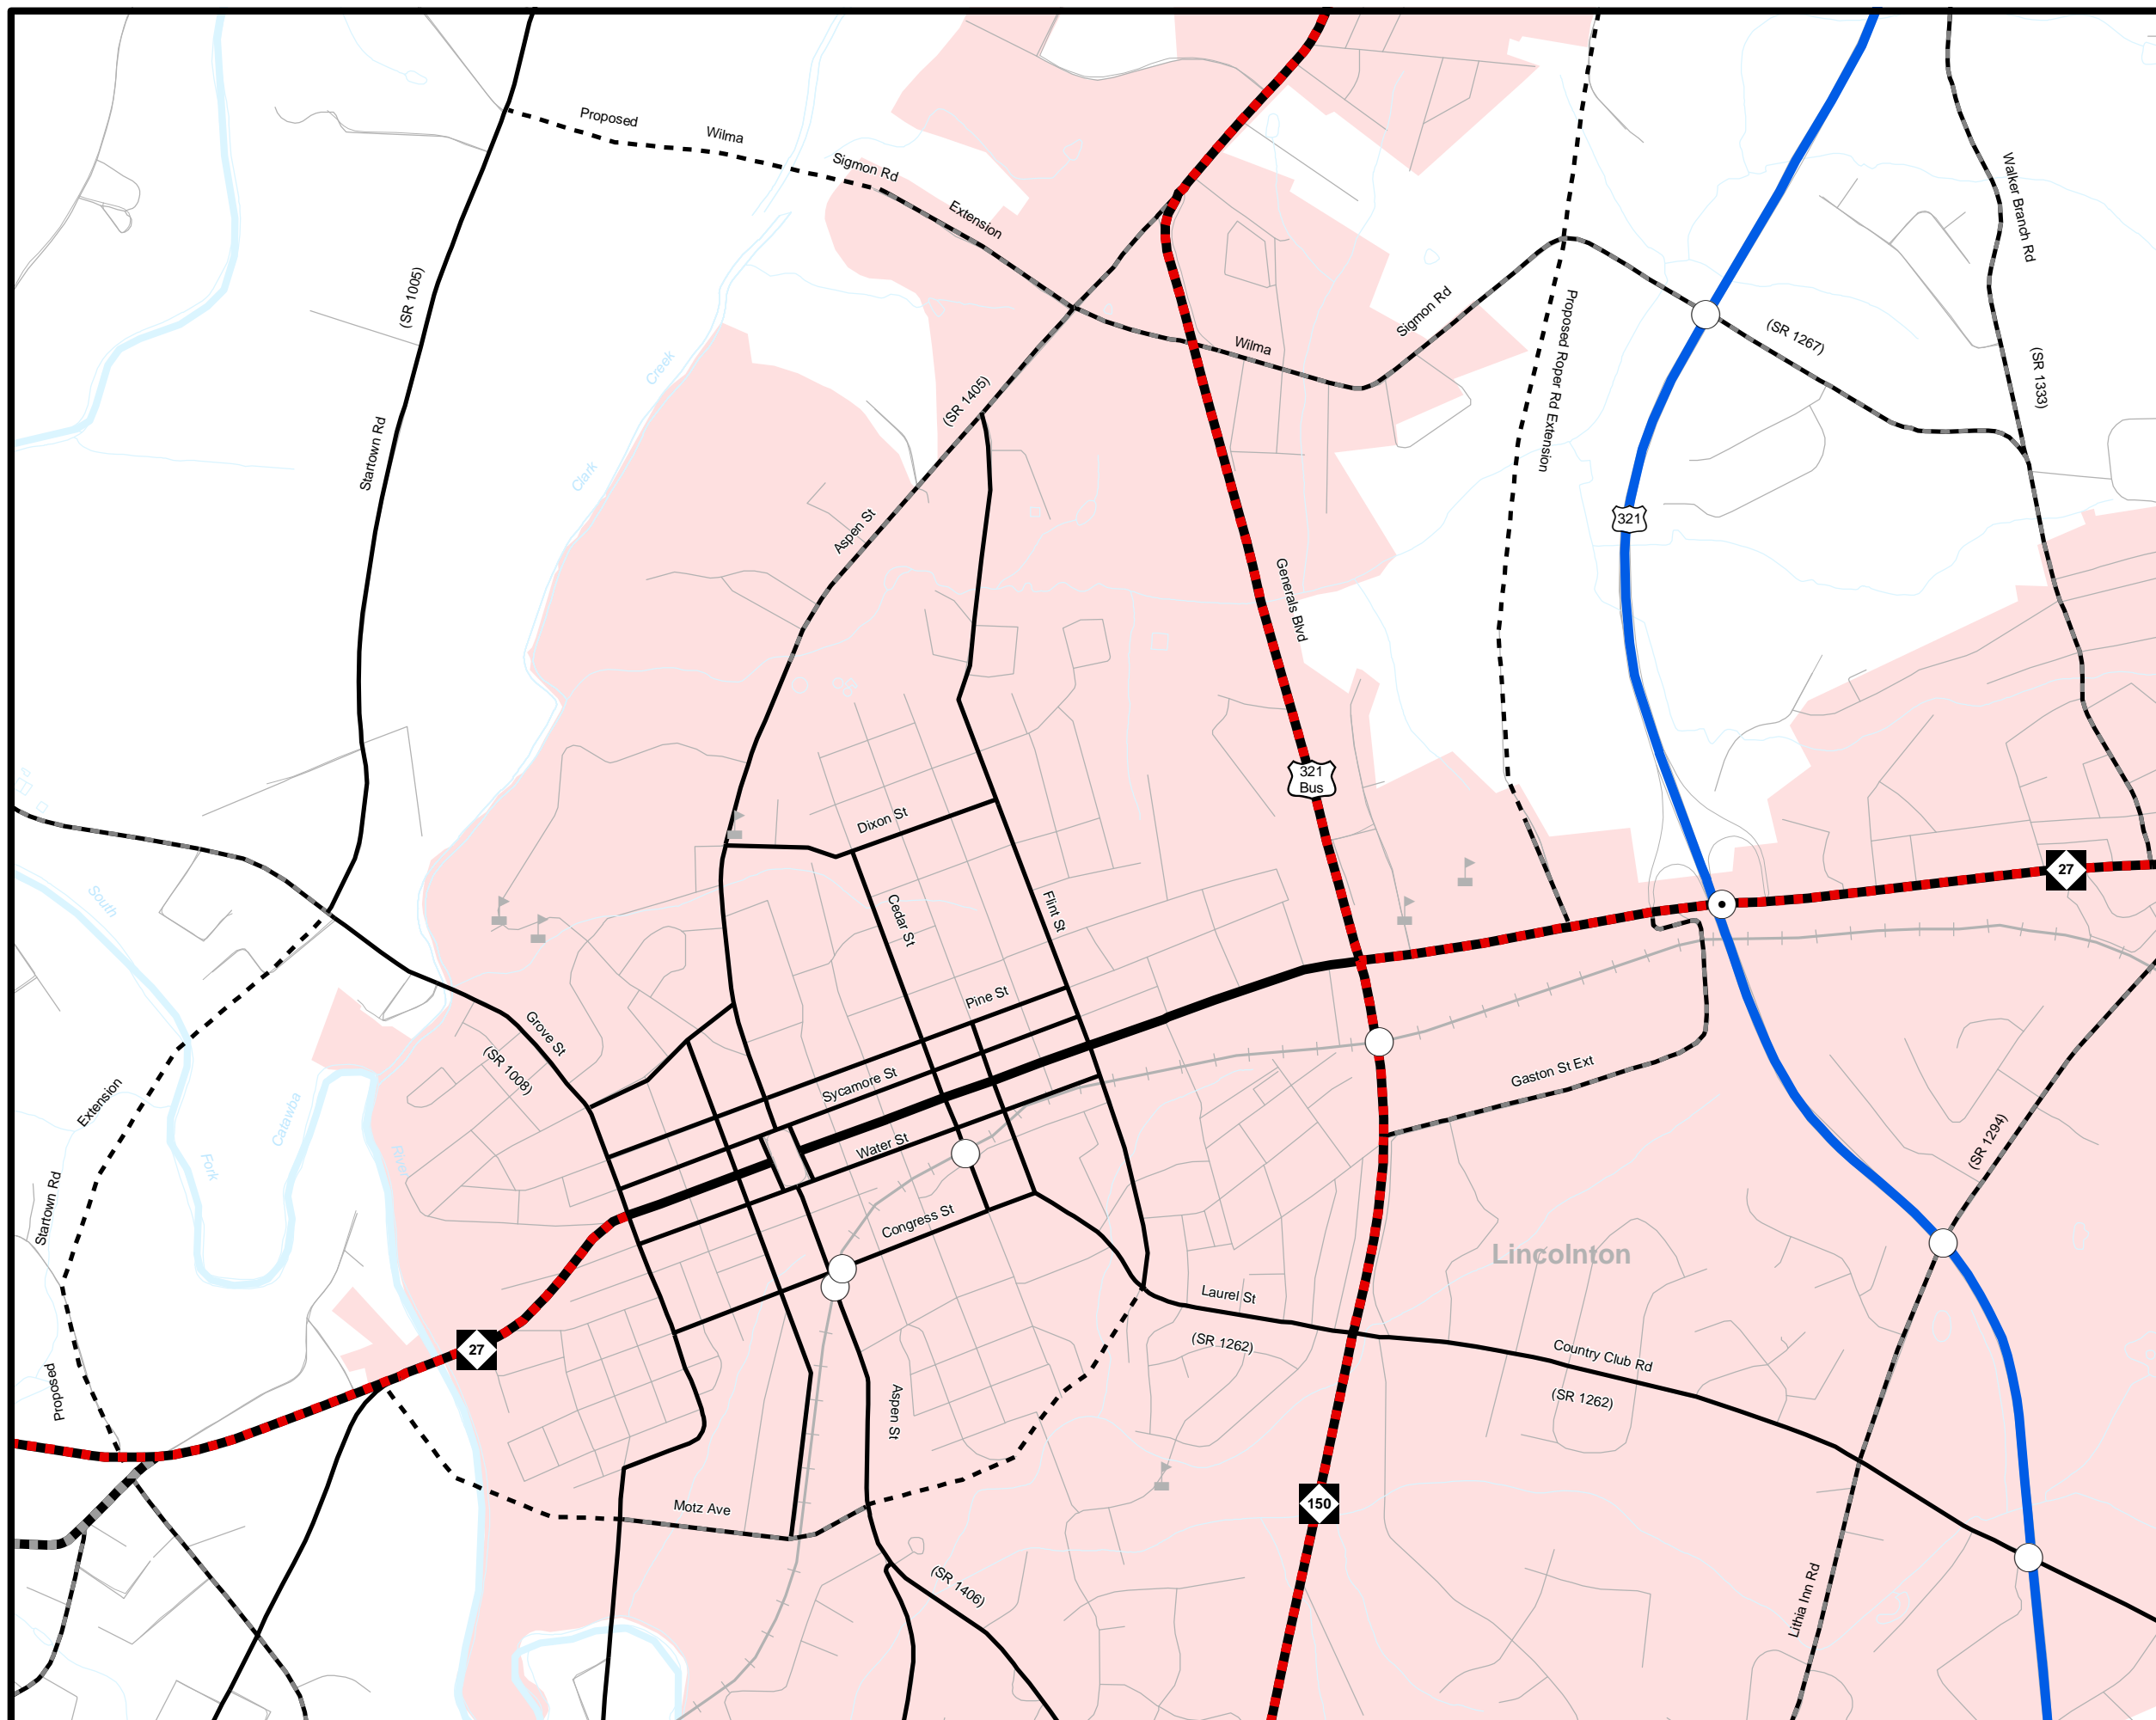 Proposed
Wilma
Sigmon Rd
Extension
Walker Branch Rd
(SR 1005)
Proposed Roper Rd Extension
Sigmon Rd
Wilma
(SR 1267)
(SR 1333)
Creek
(SR 1405)
Startown Rd
Clark
Aspen St
321
Generals Blvd
321
Bus
Dixon St
27
South
Cedar St
Flint St
Pine St
Grove St
(SR 1008)
Sycamore St
Gaston St Ext
Extension
Catawba
Water St
(SR 1294)
River
Fork
Startown Rd
Congress St
Lincolnton
Laurel St
(SR 1262)
27
Country Club Rd
(SR 1262)
Proposed
Aspen St
Motz Ave
150
(SR 1406)
Lithia Inn Rd